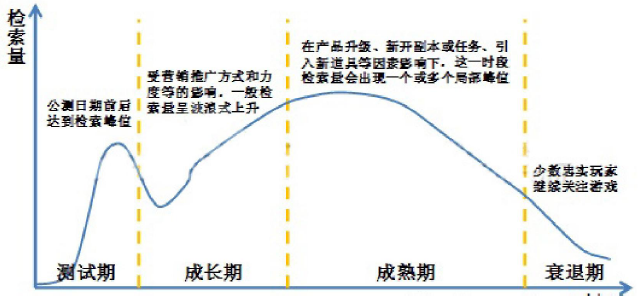 检索量
公测日期前后
达到检索峰值
受营销推广方式和力
度等的影响，一般检
索量呈波浪式上升
在产品升级、新开副本或任务、引
入新道具等因素影响下，这一时段
检索量会出现一个或多个局部峰值
少数忠实玩家
继续关注游戏
测试期
成长期
成熟期
衰退期